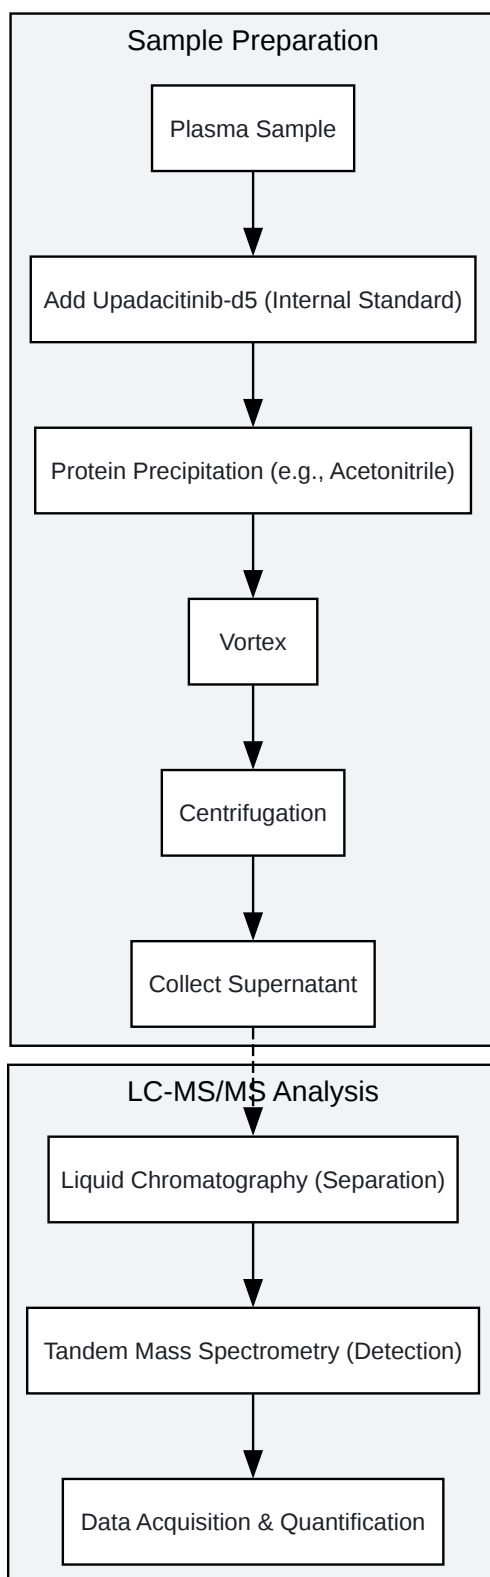 Sample Preparation
Plasma Sample
Add Upadacitinib-d5 (Internal Standard)
Protein Precipitation (e.g., Acetonitrile)
Vortex
Centrifugation
Collect Supernatant
LC-MS/MS Analysis
Liquid Chromatography (Separation)
Tandem Mass Spectrometry (Detection)
Data Acquisition & Quantification